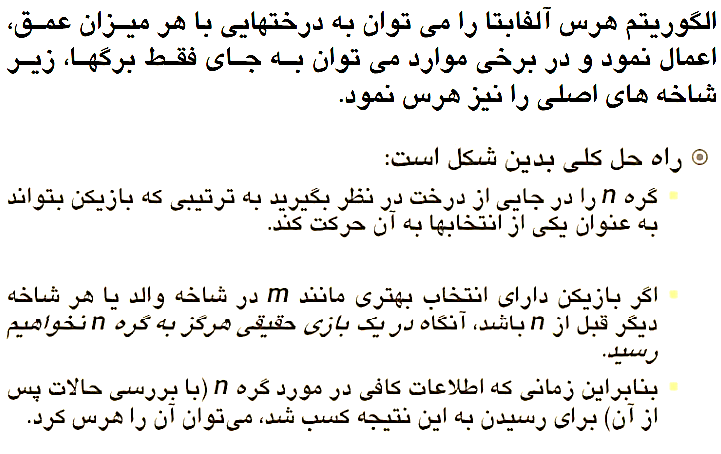 الگوریتم هرس آلفابتا را می توان به درختهایی با هر میزان عمق،
اعمال نمود و در برخی موارد می توان به جای فقط برگها، زیر
شاخه های اصلی را نیز هرس نمود.
راه حل کلی بدین شکل است:
گره n را در جایی از درخت در نظر بگیرید به ترتیبی که بازیکن بتواند
به عنوان یکی از انتخابها به آن حرکت کند.
اگر بازیکن دارای انتخاب بهتری مانند m در شاخه والد یا هر شاخه
دیگر قبل از n باشد، آنگاه در یک بازی حقیقی هرگز به گره n نخواهیم
رسید.
بنابراین زمانی که اطلاعات کافی در مورد گره n (با بررسی حالات پس
از آن) برای رسیدن به این نتیجه کسب شد، می‌توان آن را هرس کرد.